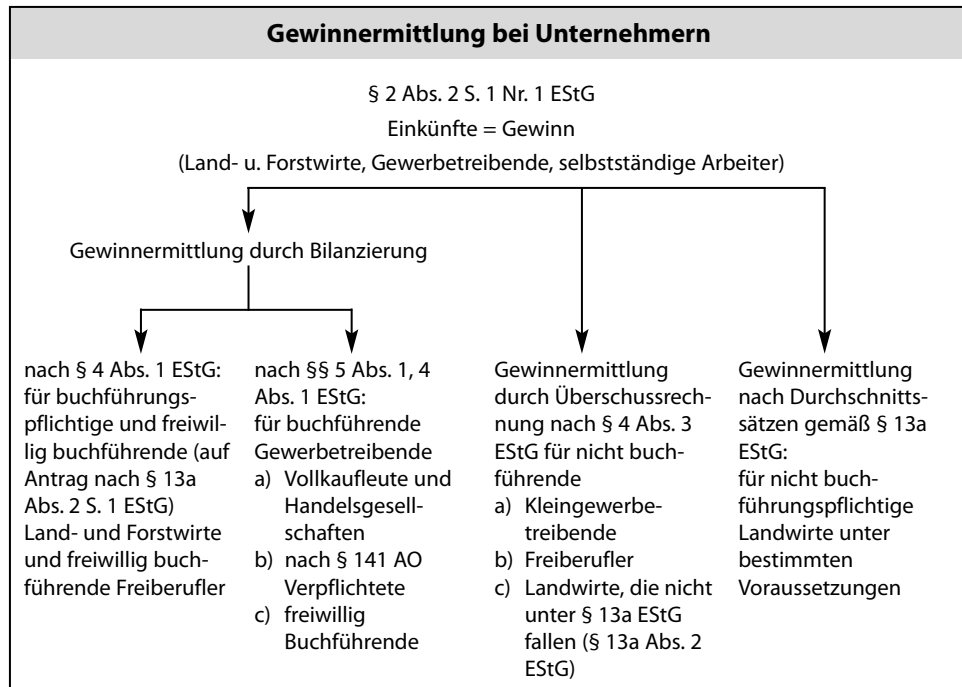 Gewinnermittlung bei Unternehmern
§ 2 Abs. 2 S. 1 Nr. 1 EStG
Einkünfte = Gewinn
(Land- u. Forstwirte, Gewerbetreibende, selbstständige Arbeiter)
Gewinnermittlung durch Bilanzierung
nach § 4 Abs. 1 EStG:
für buchführungs-
pflichtige und freiwil-
lig buchführende (auf
Antrag nach § 13a
Abs. 2 S. 1 EStG)
Land- und Forstwirte
und freiwillig buch-
führende Freiberufler
nach §§ 5 Abs. 1, 4
Abs. 1 EStG:
für buchführende
Gewerbetreibende
a) Vollkaufleute und
Handelsgesell-
schaften
b) nach § 141 AO
Verpflichtete
c) freiwillig
Buchführende
Gewinnermittlung
durch Überschussrech-
nung nach § 4 Abs. 3
EStG für nicht buch-
führende
a) Kleingewerbe-
treibende
b) Freiberufler
c) Landwirte, die nicht
unter § 13a EStG
fallen (§ 13a Abs. 2
EStG)
Gewinnermittlung
nach Durchschnitts-
sätzen gemäß § 13a
EStG:
für nicht buch-
führungspflichtige
Landwirte unter
bestimmten
Voraussetzungen